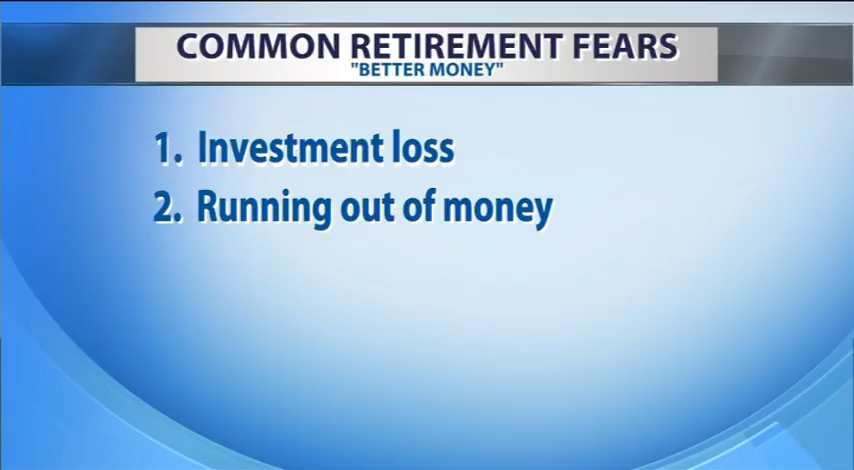 COMMON RETIREMENT FEARS
"BETTER MONEY"
1. Investment loss
2. Running out of money